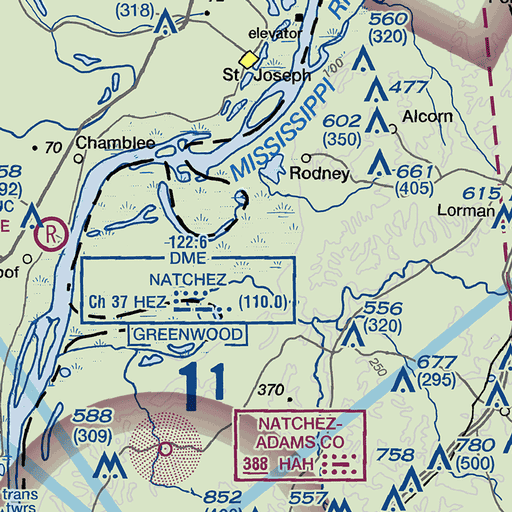 (318)
elevator
560
(320)
St Joseph
477
602
(350)
Alcorn
MISSISSIPPI
70
Chamblee
Rodney
661
(405)
615
Lorman
UC
R
-122.6
DME
NATCHEZ
Ch 37 HEZ (110.0)
GREENWOOD
556
(320)
250
677
(295)
11
370
588
(309)
NATCHEZ-
ADAMS CO
388 HAH
780
(500)
758
trans
twrs
852
557